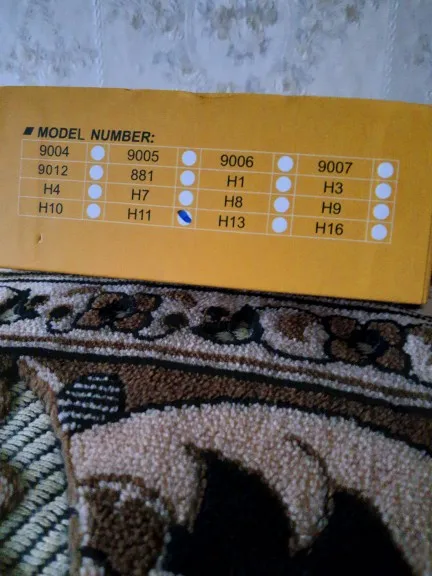 MODEL NUMBER:
9004 9005 9006 9007
9012 881 H1 H3
H4 H7 H8 H9
H10 H11 H13 H16